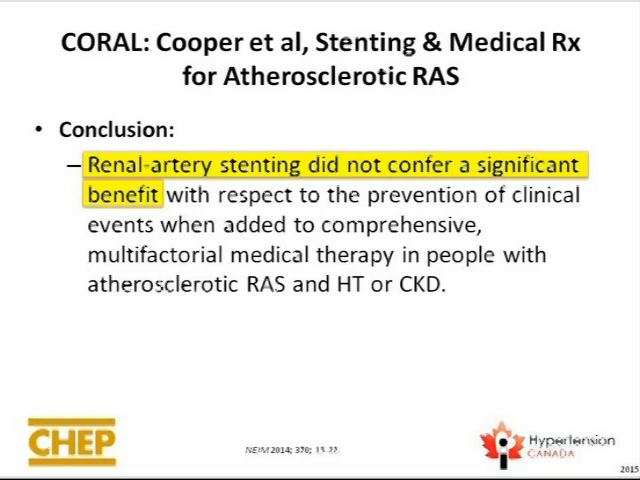 CORAL: Cooper et al, Stenting & Medical Rx
for Atherosclerotic RAS
• Conclusion:
– Renal-artery stenting did not confer a significant
benefit with respect to the prevention of clinical
events when added to comprehensive,
multifactorial medical therapy in people with
atherosclerotic RAS and HT or CKD.
CHEP
NEJM 2014; 370; 13-22.
Hypertension
CANADA
2015